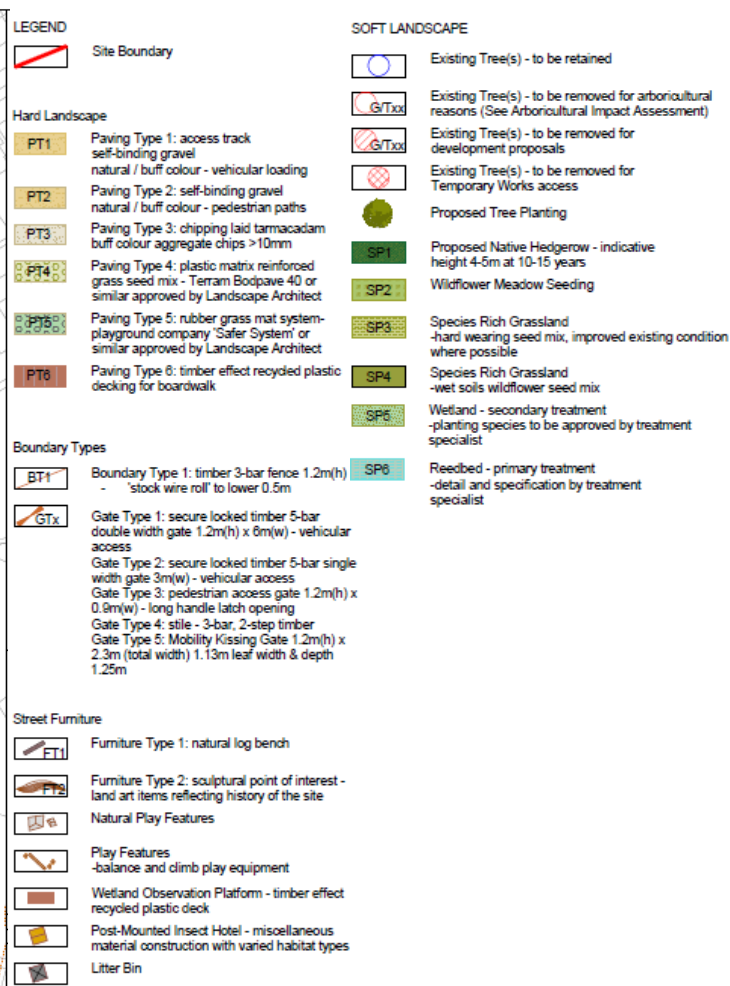 LEGEND
Site Boundary
Hard Landscape
PT1
Paving Type 1: access track
self-binding gravel
natural / buff colour - vehicular loading
PT2
Paving Type 2: self-binding gravel
natural / buff colour - pedestrian paths
PT3
Paving Type 3: chipping laid tarmacadam
buff colour aggregate chips >10mm
PT4
Paving Type 4: plastic matrix reinforced
grass seed mix - Terram Bodpave 40 or
similar approved by Landscape Architect
PT5
Paving Type 5: rubber grass mat system-
playground company 'Safer System' or
similar approved by Landscape Architect
PT6
Paving Type 6: timber effect recycled plastic
decking for boardwalk
Boundary Types
BT1
Boundary Type 1: timber 3-bar fence 1.2m(h)
- 'stock wire roll' to lower 0.5m
GTx
Gate Type 1: secure locked timber 5-bar
double width gate 1.2m(h) x 6m(w) - vehicular
access
Gate Type 2: secure locked timber 5-bar single
width gate 3m(w) - vehicular access
Gate Type 3: pedestrian access gate 1.2m(h) x
0.9m(w) - long handle latch opening
Gate Type 4: stile - 3-bar, 2-step timber
Gate Type 5: Mobility Kissing Gate 1.2m(h) x
2.3m (total width) 1.13m leaf width & depth
1.25m
Street Furniture
FT1
Furniture Type 1: natural log bench
FT2
Furniture Type 2: sculptural point of interest -
land art items reflecting history of the site
Natural Play Features
Play Features
-balance and climb play equipment
Wetland Observation Platform - timber effect
recycled plastic deck
Post-Mounted Insect Hotel - miscellaneous
material construction with varied habitat types
Litter Bin
SOFT LANDSCAPE
Existing Tree(s) - to be retained
G/Txx
Existing Tree(s) - to be removed for arboricultural
reasons (See Arboricultural Impact Assessment)
G/Txx
Existing Tree(s) - to be removed for
development proposals
Existing Tree(s) - to be removed for
Temporary Works access
Proposed Tree Planting
SP1
Proposed Native Hedgerow - indicative
height 4-5m at 10-15 years
SP2
Wildflower Meadow Seeding
SP3
Species Rich Grassland
-hard wearing seed mix, improved existing condition
where possible
SP4
Species Rich Grassland
-wet soils wildflower seed mix
SP5
Wetland - secondary treatment
-planting species to be approved by treatment
specialist
SP6
Reedbed - primary treatment
-detail and specification by treatment
specialist